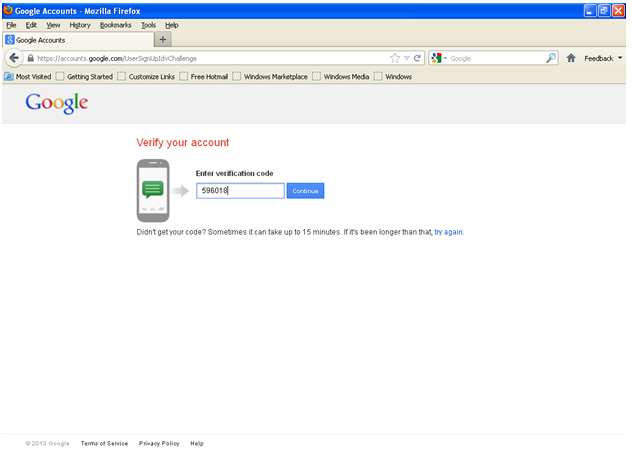 Google Accounts - Mozilla Firefox
File Edit View History Bookmarks Tools Help
Google Accounts
https://accounts.google.com/UserSignUpIdvChallenge Google Feedback
Most Visited Getting Started Customize Links Free Hotmail Windows Marketplace Windows Media Windows
Google
Verify your account
Enter verification code
596018 Continue
Didn't get your code? Sometimes it can take up to 15 minutes. If it's been longer than that, try again.
© 2013 Google Terms of Service Privacy Policy Help